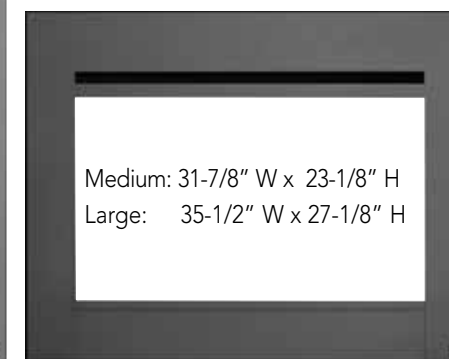 Medium: 31-7/8" W x 23-1/8" H
Large: 35-1/2" W x 27-1/8" H